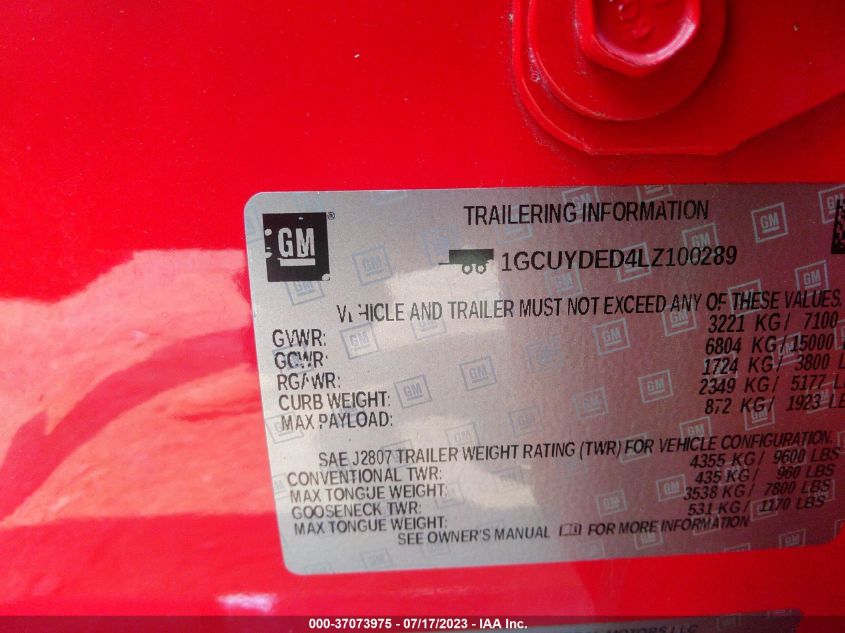 GM ®
TRAILERING INFORMATION
1GCUYDED4LZ100289
VEHICLE AND TRAILER MUST NOT EXCEED ANY OF THESE VALUES.
GVWR: 3221 KG / 7100
GCWR: 6804 KG / 15000
RGAWR: 1724 KG / 3800 L
CURB WEIGHT: 2349 KG / 5177 L
MAX PAYLOAD: 872 KG / 1923 LB
SAE J2807 TRAILER WEIGHT RATING (TWR) FOR VEHICLE CONFIGURATION.
CONVENTIONAL TWR: 4355 KG / 9600 LBS
MAX TONGUE WEIGHT: 435 KG / 960 LBS
GOOSENECK TWR: 3538 KG / 7800 LBS
MAX TONGUE WEIGHT: 531 KG / 1170 LBS
SEE OWNER'S MANUAL FOR MORE INFORMATION
MOTORS LLC
000-37073975 - 07/17/2023 - IAA Inc.